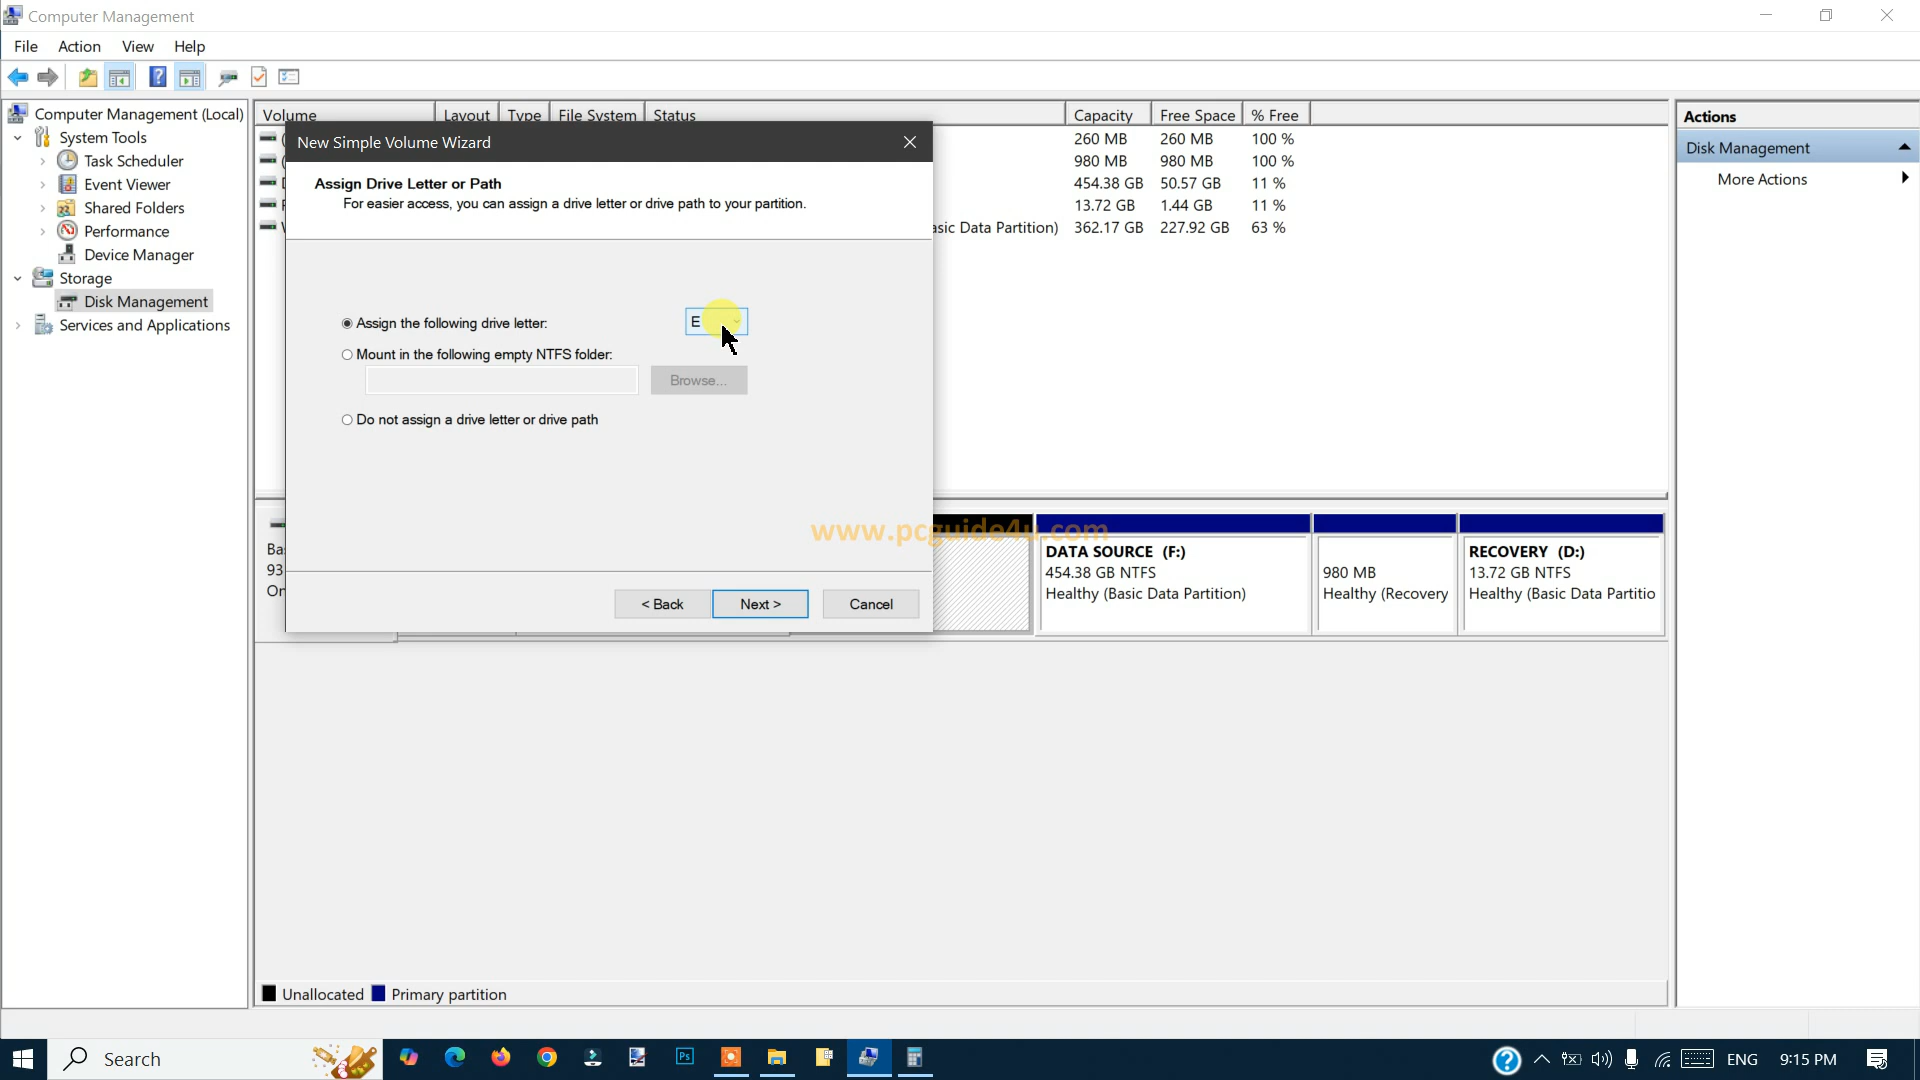 Computer Management
File Action View Help
Computer Management (Local)
System Tools
Task Scheduler
Event Viewer
Shared Folders
Performance
Device Manager
Storage
Disk Management
Services and Applications
Volume Layout Type File System Status Capacity Free Space % Free
260 MB 260 MB 100 %
980 MB 980 MB 100 %
454.38 GB 50.57 GB 11 %
13.72 GB 1.44 GB 11 %
asic Data Partition) 362.17 GB 227.92 GB 63 %
New Simple Volume Wizard
Assign Drive Letter or Path
For easier access, you can assign a drive letter or drive path to your partition.
Assign the following drive letter: E
Mount in the following empty NTFS folder:
Browse...
Do not assign a drive letter or drive path
< Back Next > Cancel
www.pcguide4u.com
Ba
93
On
DATA SOURCE (F:)
454.38 GB NTFS
Healthy (Basic Data Partition)
980 MB
Healthy (Recovery
RECOVERY (D:)
13.72 GB NTFS
Healthy (Basic Data Partitio
Unallocated Primary partition
Actions
Disk Management
More Actions
Search
Ps
ENG 9:15 PM